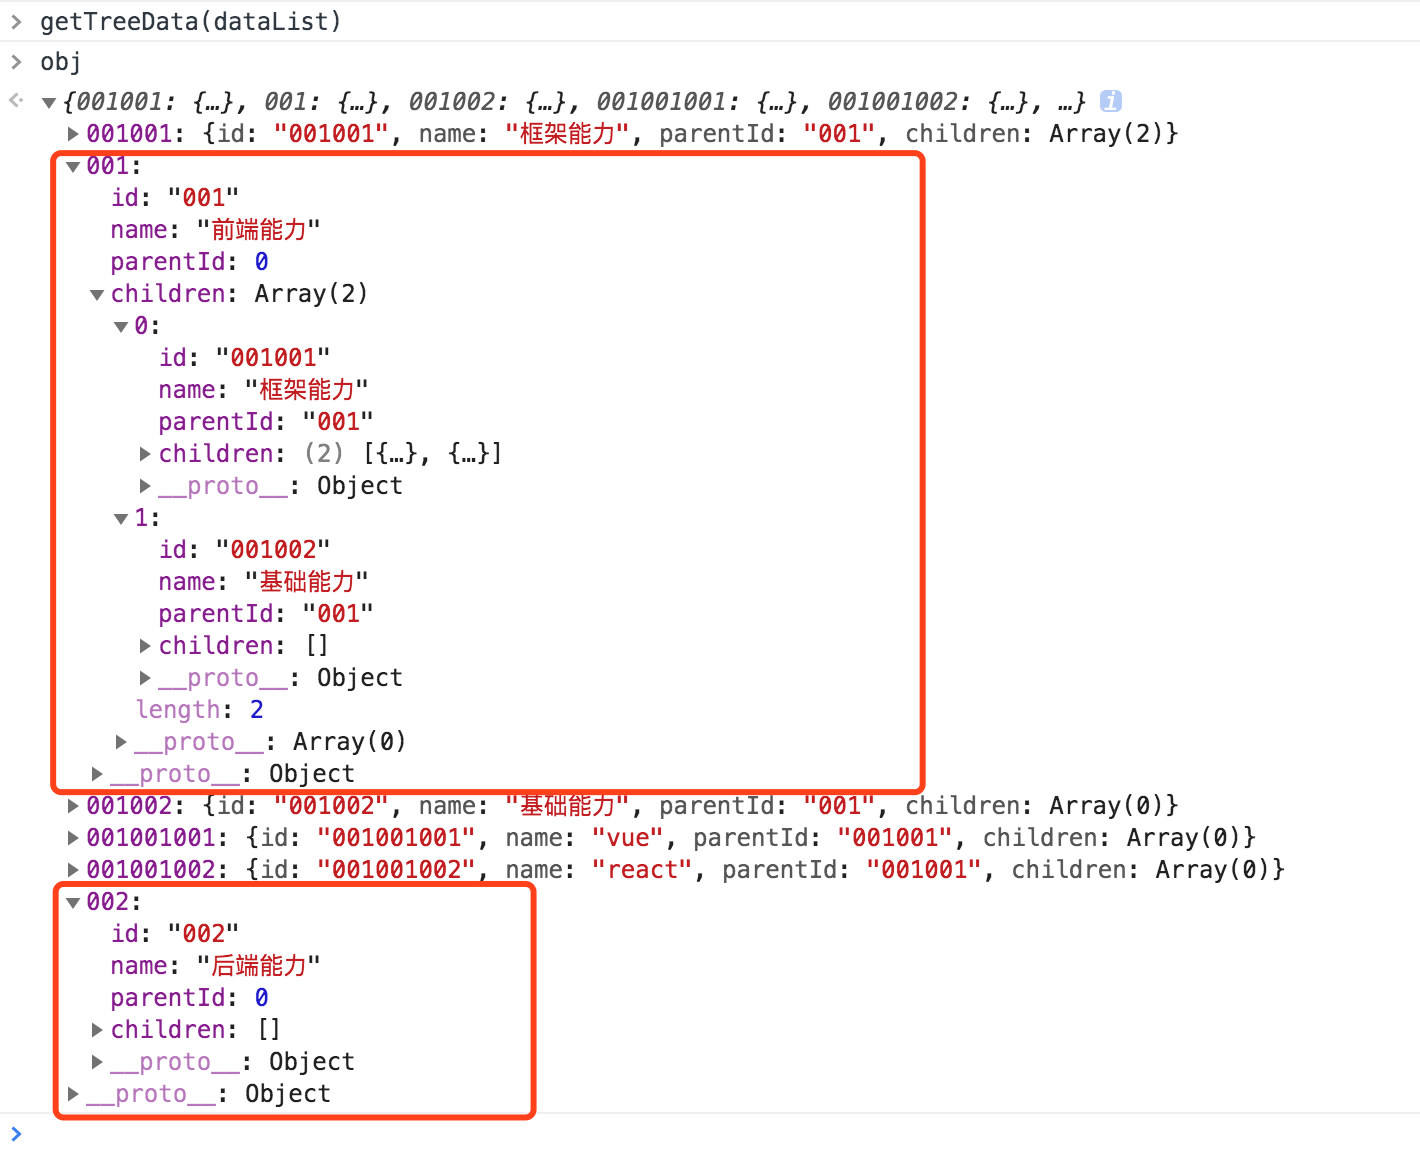 getTreeData(dataList)
obj
{001001: {…}, 001: {…}, 001002: {…}, 001001001: {…}, 001001002: {…}, …} i
001001: {id: "001001", name: "框架能力", parentId: "001", children: Array(2)}
001:
id: "001"
name: "前端能力"
parentId: 0
children: Array(2)
0:
id: "001001"
name: "框架能力"
parentId: "001"
children: (2) [{…}, {…}]
__proto__: Object
1:
id: "001002"
name: "基础能力"
parentId: "001"
children: []
__proto__: Object
length: 2
__proto__: Array(0)
__proto__: Object
001002: {id: "001002", name: "基础能力", parentId: "001", children: Array(0)}
001001001: {id: "001001001", name: "vue", parentId: "001001", children: Array(0)}
001001002: {id: "001001002", name: "react", parentId: "001001", children: Array(0)}
002:
id: "002"
name: "后端能力"
parentId: 0
children: []
__proto__: Object
__proto__: Object